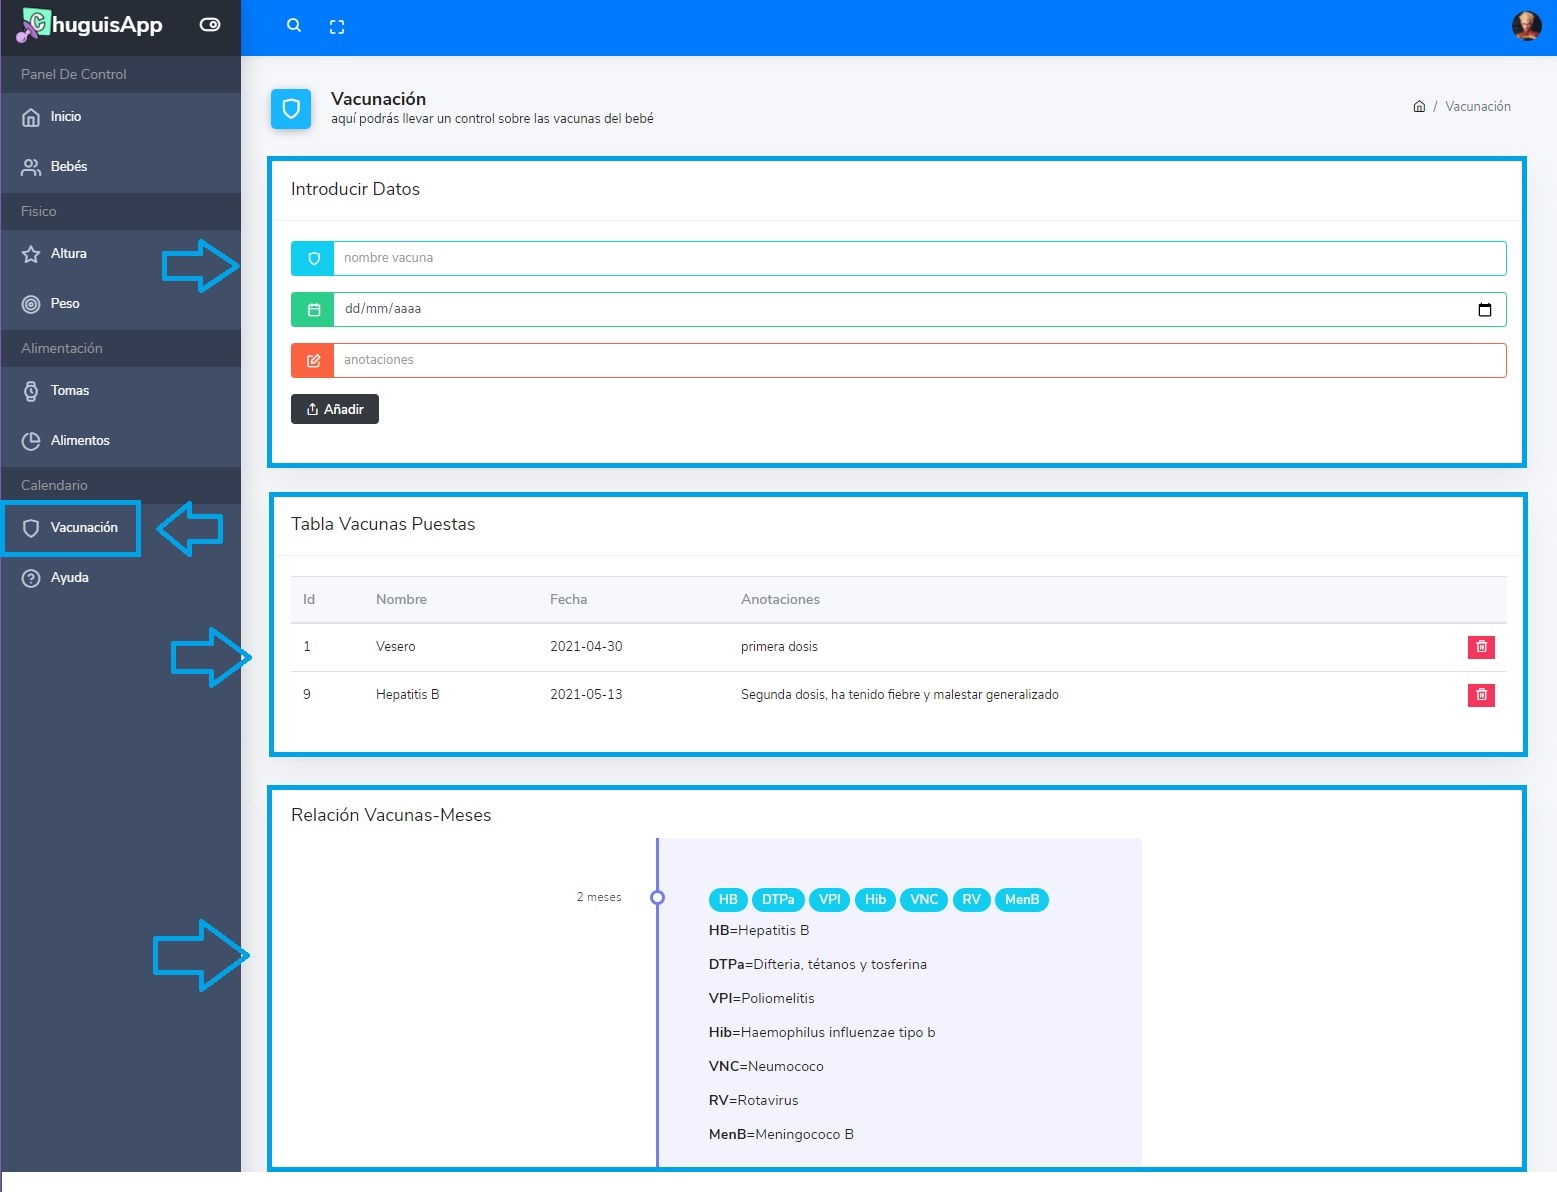 ChuguisApp
Panel De Control
Inicio
Bebés
Fisico
Altura
Peso
Alimentación
Tomas
Alimentos
Calendario
Vacunación
Ayuda
Vacunación
aquí podrás llevar un control sobre las vacunas del bebé
/ Vacunación
Introducir Datos
nombre vacuna
dd/mm/aaaa
anotaciones
Añadir
Tabla Vacunas Puestas
Id Nombre Fecha Anotaciones
1 Vesero 2021-04-30 primera dosis
9 Hepatitis B 2021-05-13 Segunda dosis, ha tenido fiebre y malestar generalizado
Relación Vacunas-Meses
2 meses
HB DTPa VPI Hib VNC RV MenB
HB=Hepatitis B
DTPa=Difteria, tétanos y tosferina
VPI=Poliomelitis
Hib=Haemophilus influenzae tipo b
VNC=Neumococo
RV=Rotavirus
MenB=Meningococo B